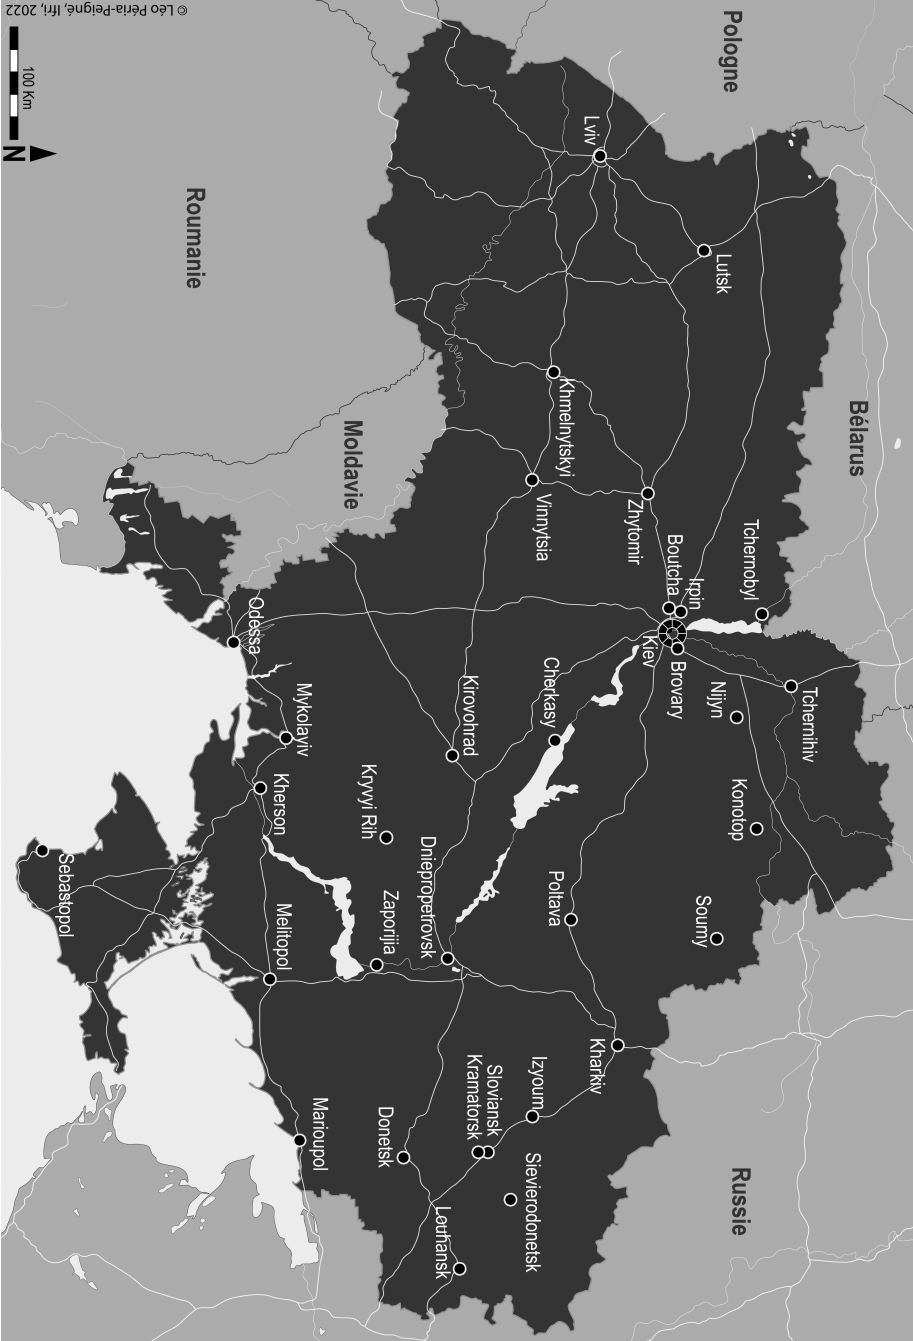 Pologne
Bélarus
Russie
Roumanie
Moldavie
Lviv
Lutsk
Khmelnytskyi
Vinnytsia
Zhytomir
Tchernobyl
Boutcha
Irpin
Kiev
Brovary
Nijyn
Tchernihiv
Konotop
Soumy
Cherkasy
Kirovohrad
Poltava
Kharkiv
Odessa
Mykolayiv
Kherson
Kryvyi Rih
Dniepropetrovsk
Zaporijia
Melitopol
Sebastopol
Izyoum
Sloviansk
Kramatorsk
Sievierodonetsk
Donetsk
Louhansk
Marioupol
100 Km
N
© Léo Péria-Peigné, Ifri, 2022